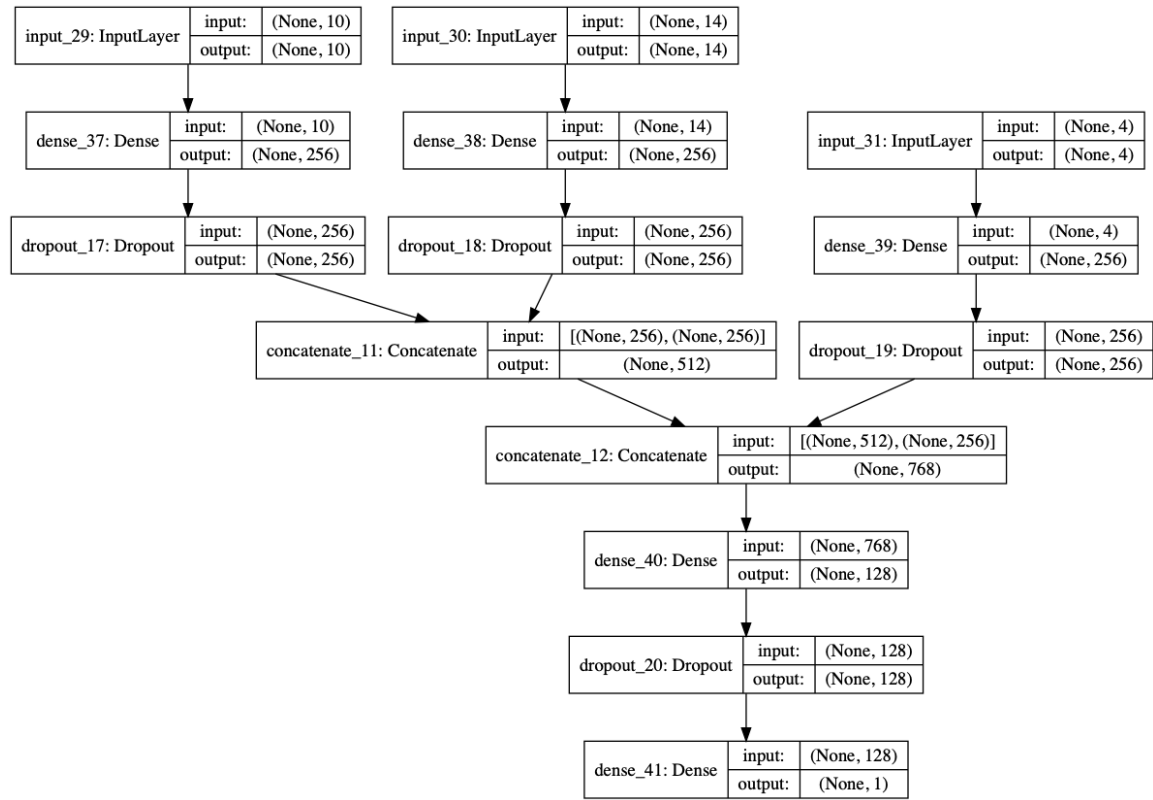 input_29: InputLayer
input: (None, 10)
output: (None, 10)
input_30: InputLayer
input: (None, 14)
output: (None, 14)
dense_37: Dense
input: (None, 10)
output: (None, 256)
dense_38: Dense
input: (None, 14)
output: (None, 256)
input_31: InputLayer
input: (None, 4)
output: (None, 4)
dropout_17: Dropout
input: (None, 256)
output: (None, 256)
dropout_18: Dropout
input: (None, 256)
output: (None, 256)
dense_39: Dense
input: (None, 4)
output: (None, 256)
concatenate_11: Concatenate
input: [(None, 256), (None, 256)]
output: (None, 512)
dropout_19: Dropout
input: (None, 256)
output: (None, 256)
concatenate_12: Concatenate
input: [(None, 512), (None, 256)]
output: (None, 768)
dense_40: Dense
input: (None, 768)
output: (None, 128)
dropout_20: Dropout
input: (None, 128)
output: (None, 128)
dense_41: Dense
input: (None, 128)
output: (None, 1)